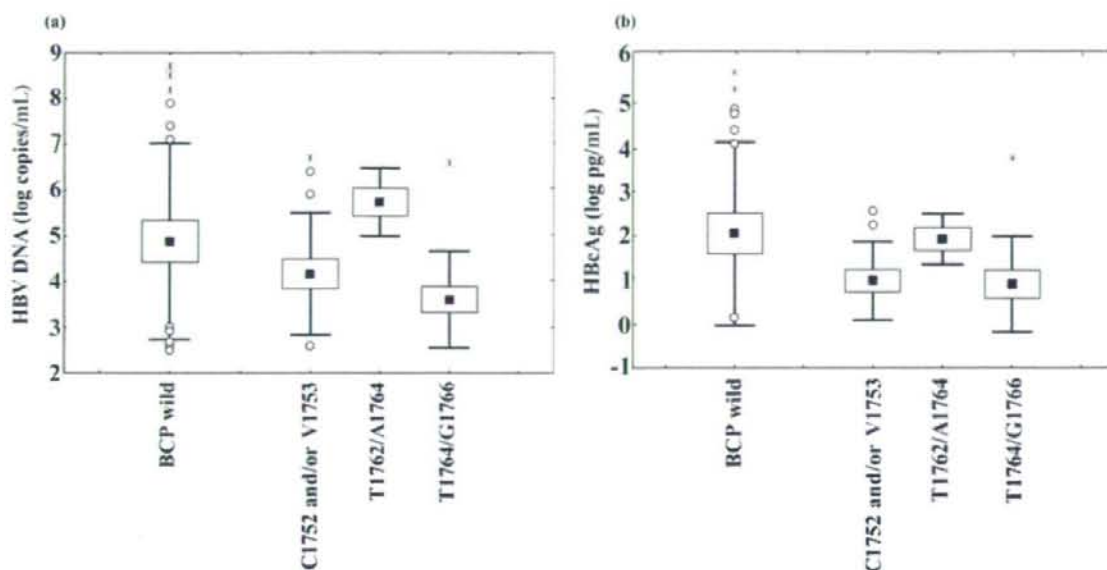 (a)
HBV DNA (log copies/mL)
9
8
7
6
5
4
3
2
BCP wild
C1752 and/or V1753
T1762/A1764
T1764/G1766
(b)
HBcAg (log pg/mL)
6
5
4
3
2
1
0
-1
BCP wild
C1752 and/or V1753
T1762/A1764
T1764/G1766